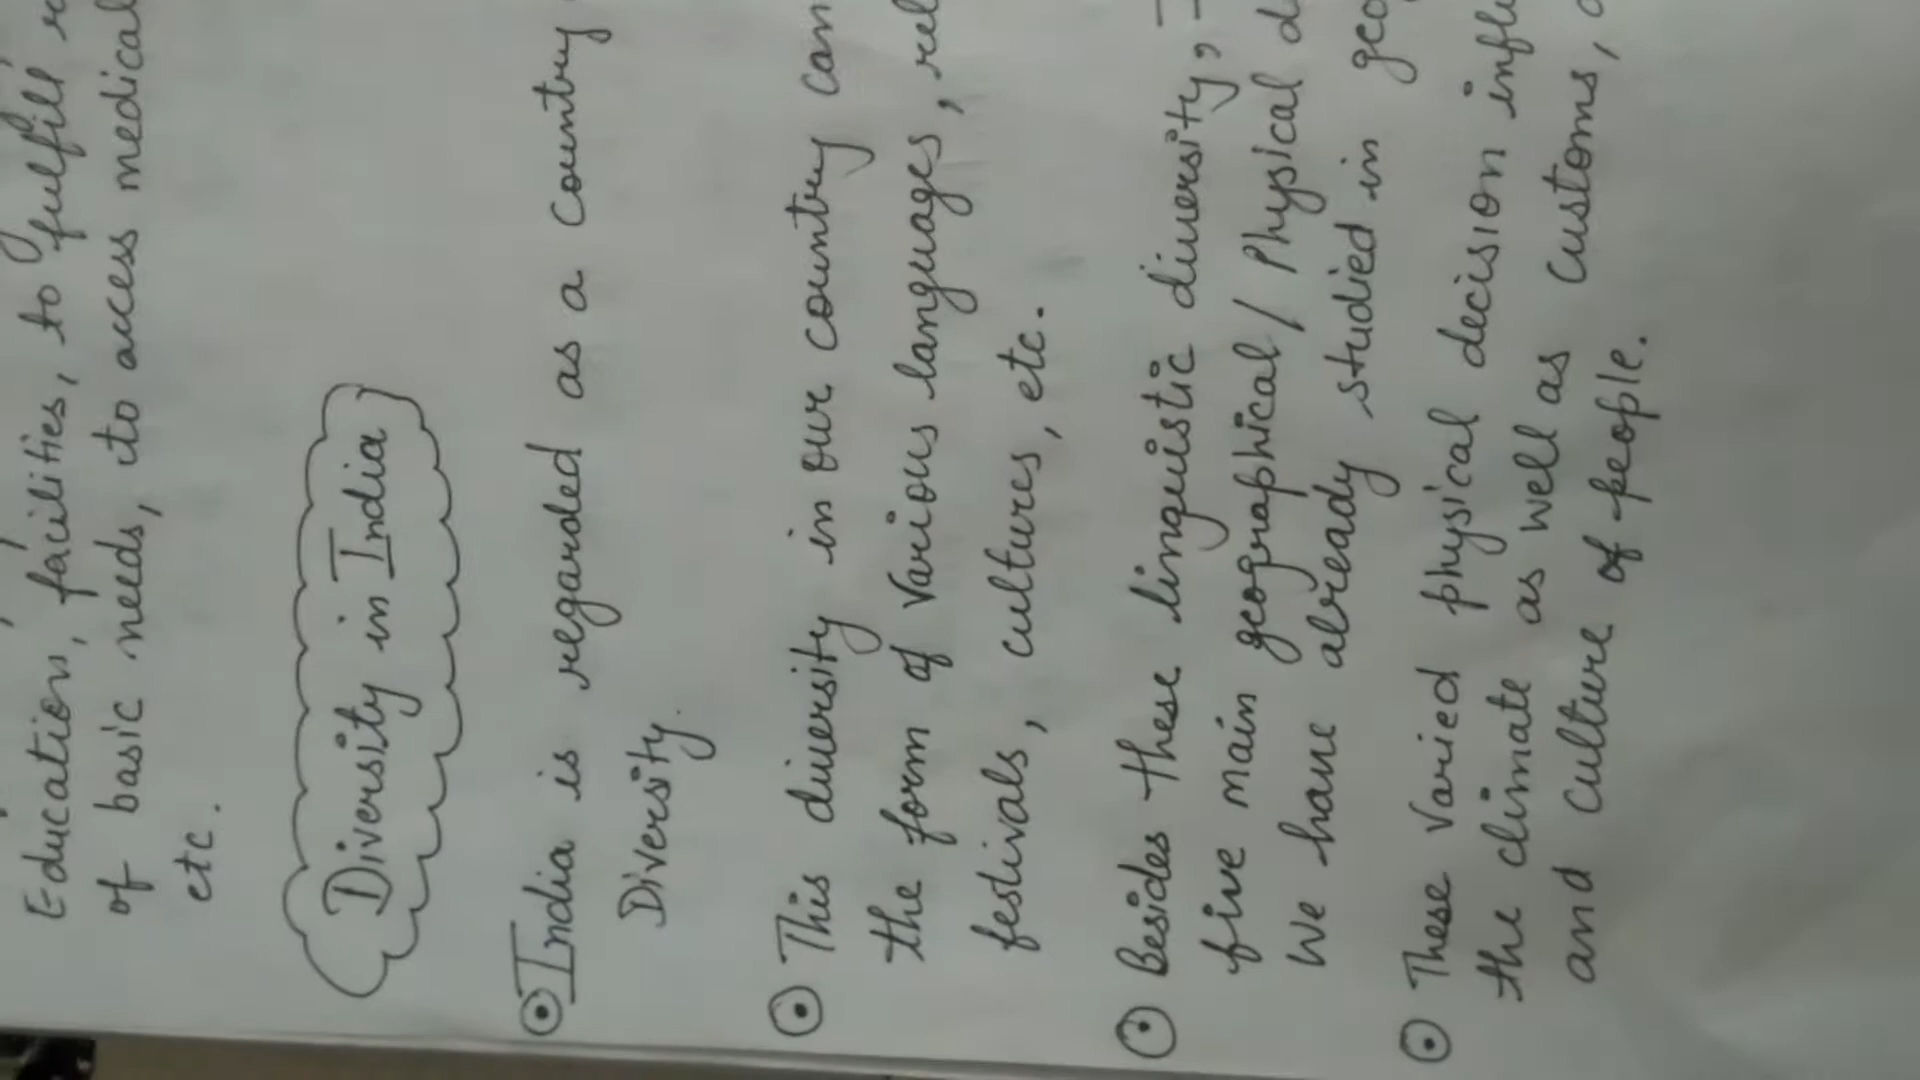 Education, facilities, to fulfill
of basic needs, to access medical
etc.
Diversity in India
India is regarded as a country
Diversity.
This diversity in our country can
the form of various languages, rel
festivals, cultures, etc.
Besides these linguistic diversity,
five main geographical / Physical d
We have already studied in geo
These varied physical decision influ
the climate as well as customs,
and culture of people.